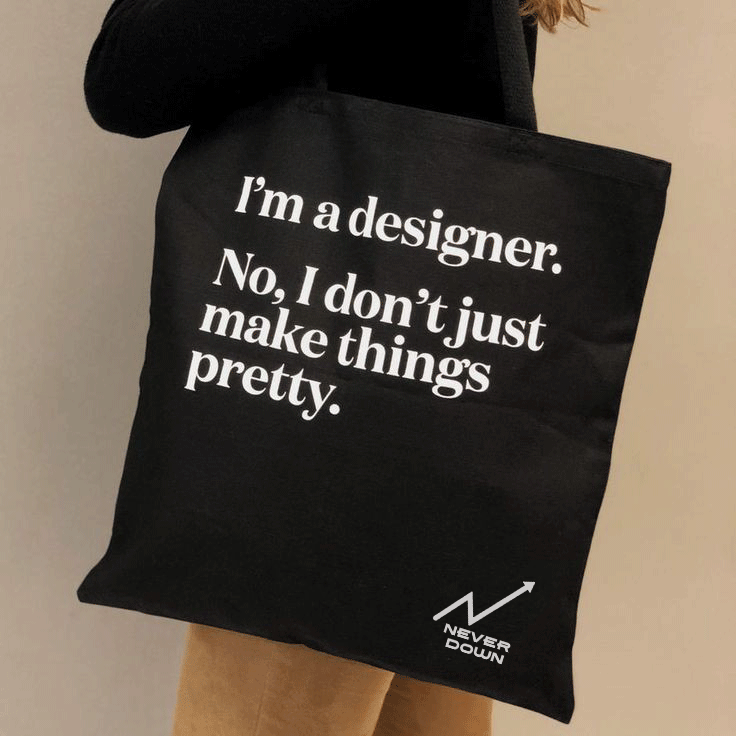 I’m a designer.
No, I don’t just
make things
pretty.
NEVER
DOWN